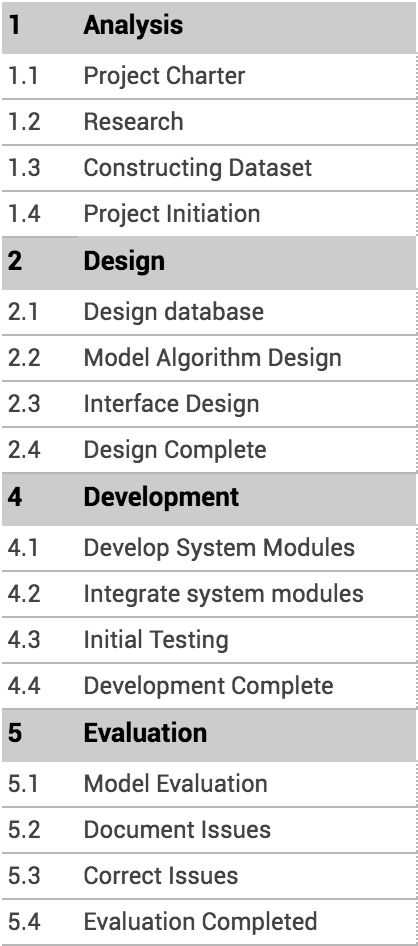 1 Analysis
1.1 Project Charter
1.2 Research
1.3 Constructing Dataset
1.4 Project Initiation
2 Design
2.1 Design database
2.2 Model Algorithm Design
2.3 Interface Design
2.4 Design Complete
4 Development
4.1 Develop System Modules
4.2 Integrate system modules
4.3 Initial Testing
4.4 Development Complete
5 Evaluation
5.1 Model Evaluation
5.2 Document Issues
5.3 Correct Issues
5.4 Evaluation Completed